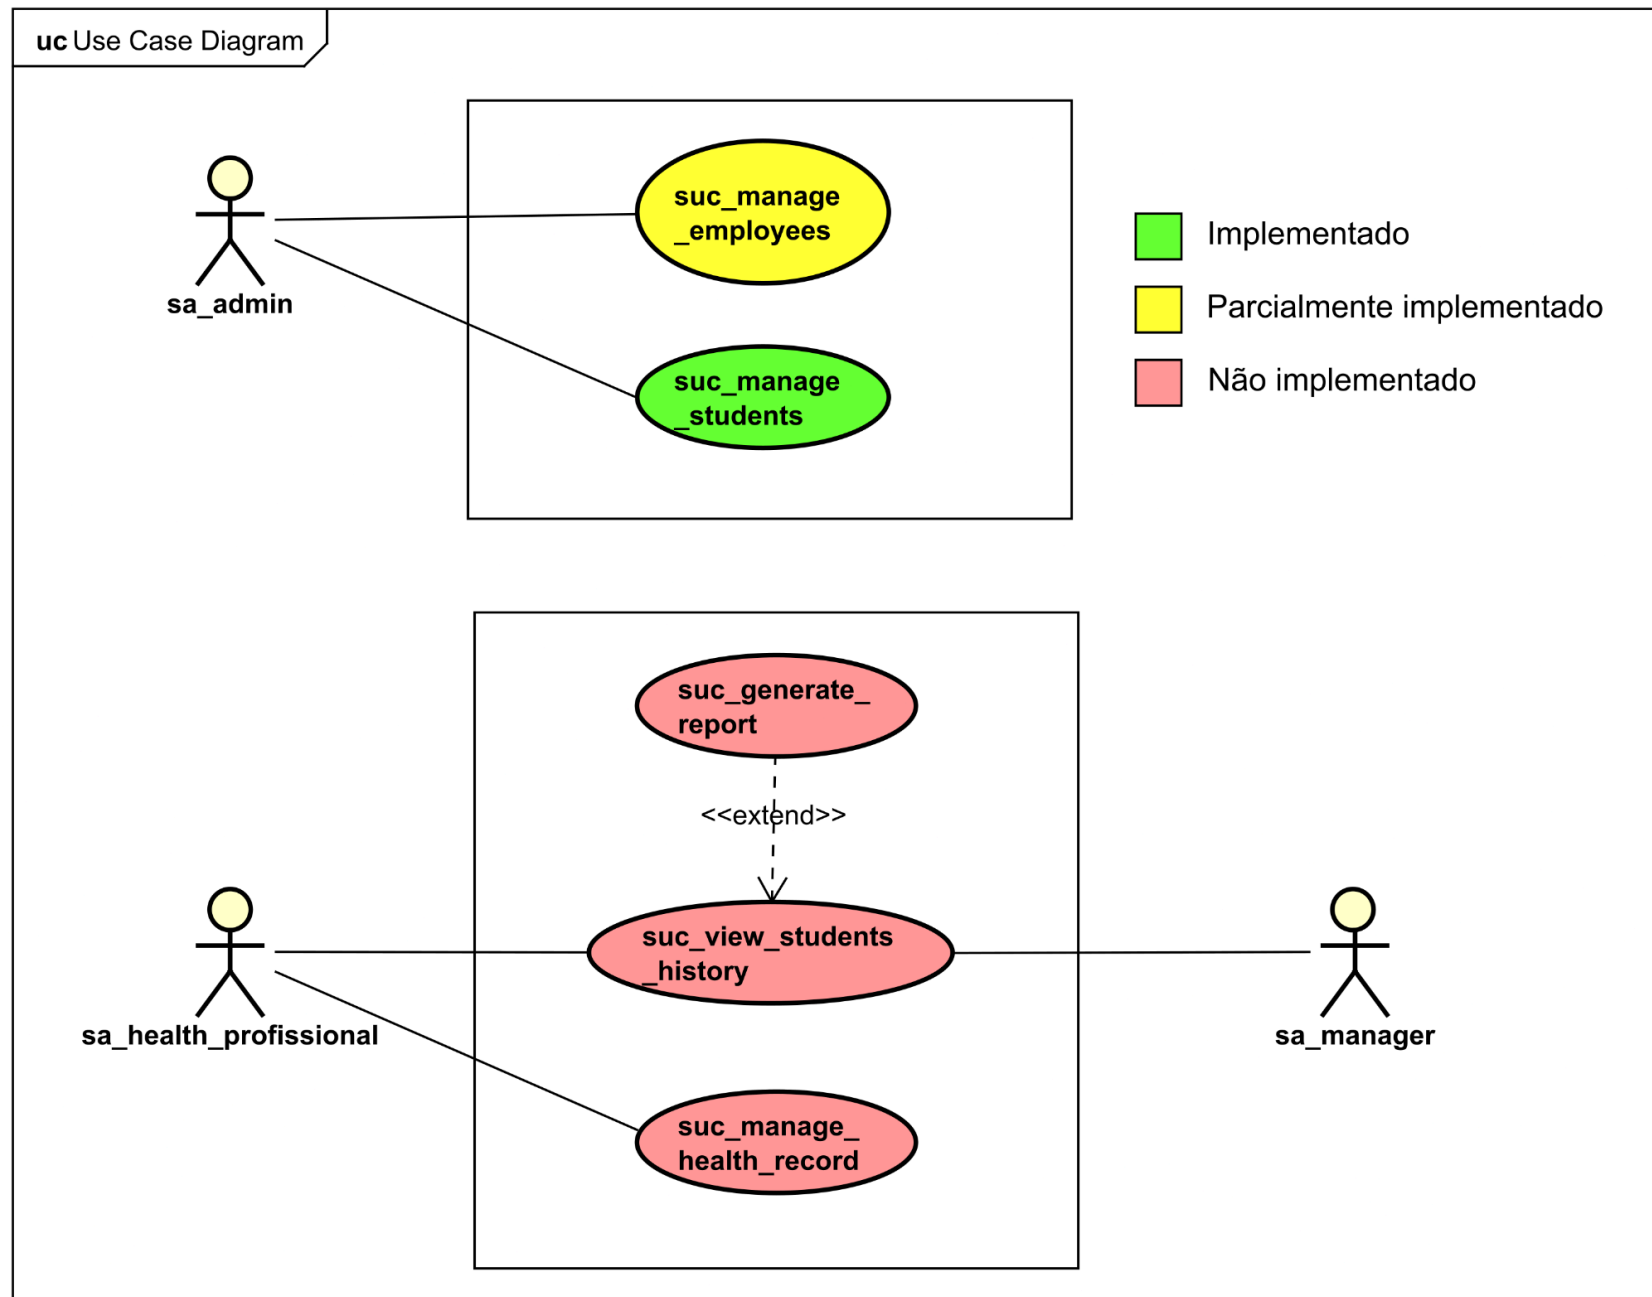 uc Use Case Diagram
suc_manage
_employees
sa_admin
suc_manage
_students
Implementado
Parcialmente implementado
Não implementado
suc_generate_
report
<<extend>>
suc_view_students
_history
sa_health_profissional
sa_manager
suc_manage_
health_record